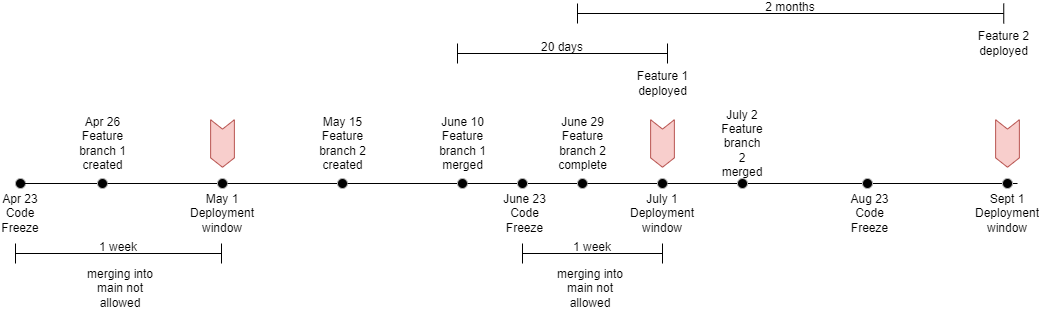 2 months
Feature 2
deployed
20 days
Feature 1
deployed
Apr 26
Feature
branch 1
created
May 15
Feature
branch 2
created
June 10
Feature
branch 1
merged
June 29
Feature
branch 2
complete
July 2
Feature
branch
2
merged
Apr 23
Code
Freeze
May 1
Deployment
window
June 23
Code
Freeze
July 1
Deployment
window
Aug 23
Code
Freeze
Sept 1
Deployment
window
1 week
merging into
main not
allowed
1 week
merging into
main not
allowed